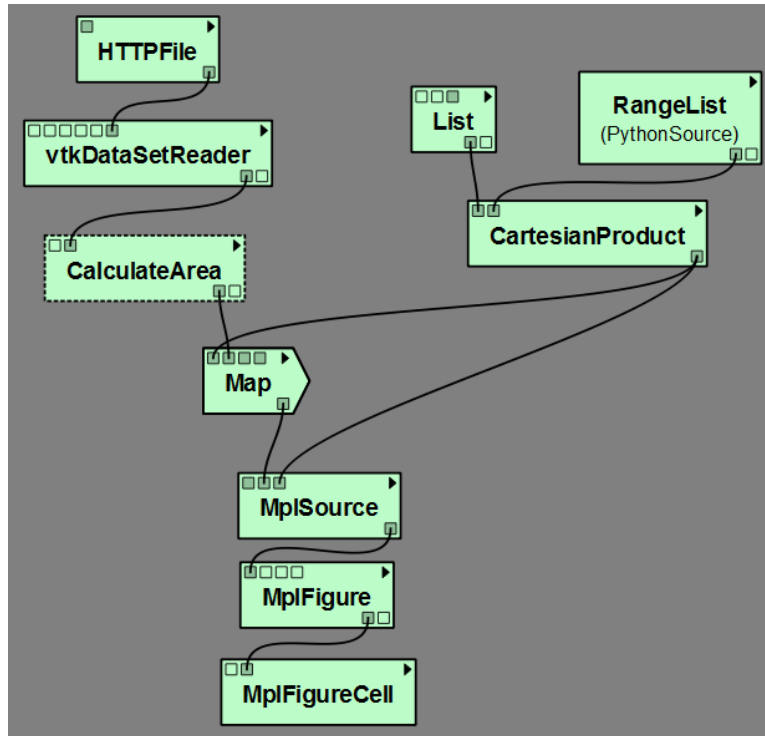 HTTPFile
RangeList
(PythonSource)
List
vtkDataSetReader
CartesianProduct
CalculateArea
Map
MplSource
MplFigure
MplFigureCell